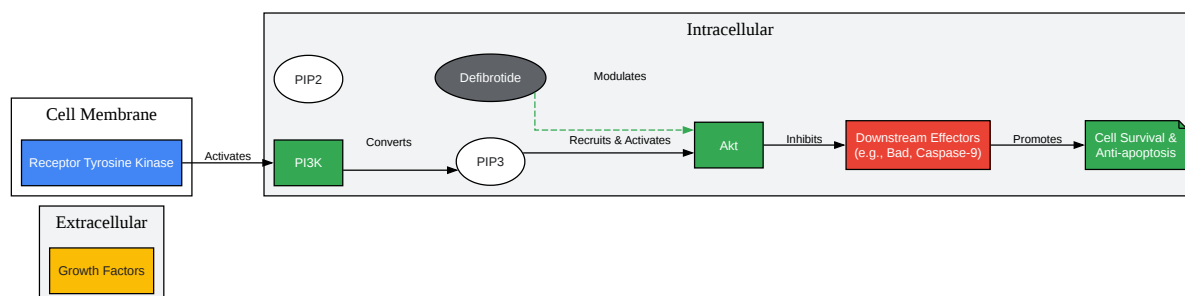 Intracellular
PIP2
Defibrotide
Modulates
Cell Membrane
Receptor Tyrosine Kinase
Activates
PI3K
Converts
PIP3
Recruits & Activates
Akt
Inhibits
Downstream Effectors
(e.g., Bad, Caspase-9)
Promotes
Cell Survival &
Anti-apoptosis
Extracellular
Growth Factors